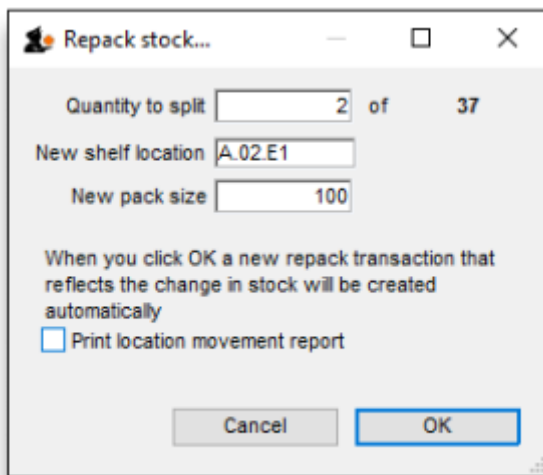 Repack stock...
Quantity to split 2 of 37
New shelf location A.02.E1
New pack size 100
When you click OK a new repack transaction that
reflects the change in stock will be created
automatically
Print location movement report
Cancel OK